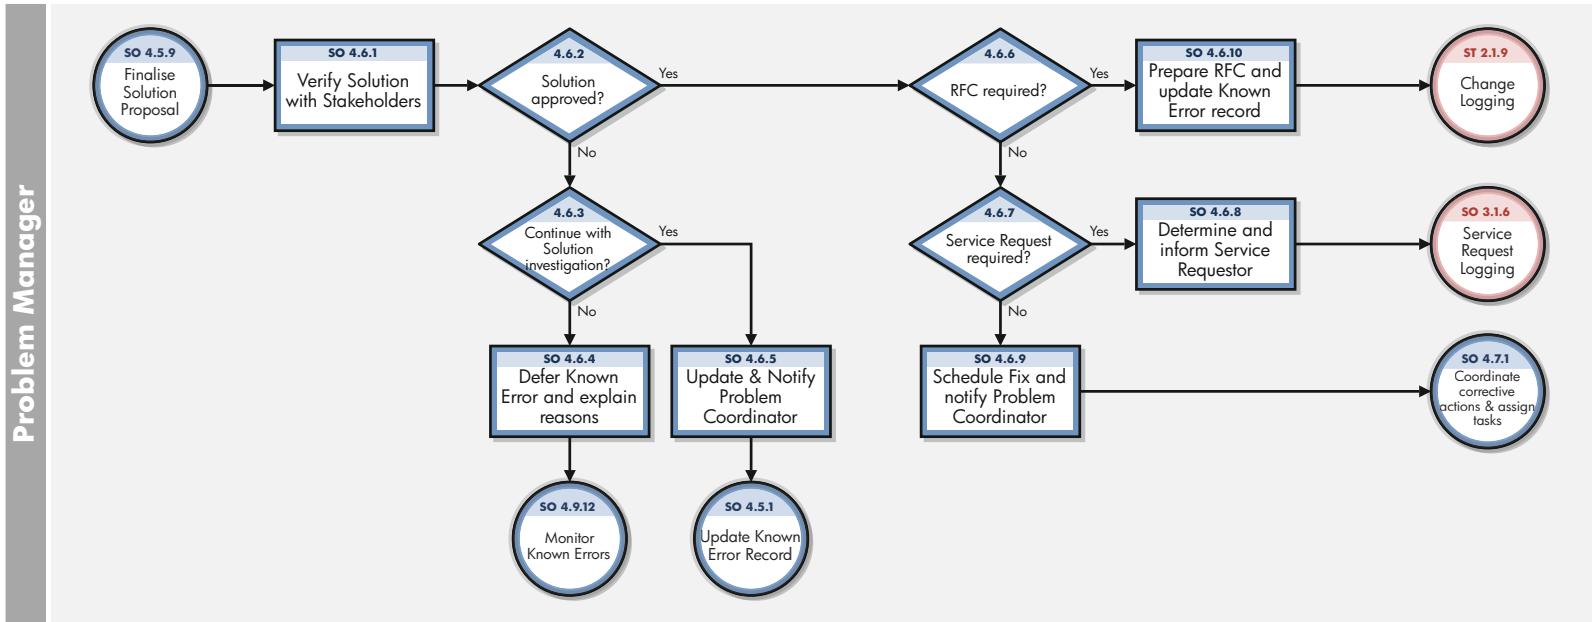 Problem Manager
SO 4.5.9
Finalise
Solution
Proposal
SO 4.6.1
Verify Solution
with Stakeholders
4.6.2
Solution
approved?
Yes
No
4.6.6
RFC required?
Yes
No
SO 4.6.10
Prepare RFC and
update Known
Error record
ST 2.1.9
Change
Logging
4.6.3
Continue with
Solution
investigation?
Yes
No
4.6.7
Service Request
required?
Yes
No
SO 4.6.8
Determine and
inform Service
Requestor
SO 3.1.6
Service
Request
Logging
SO 4.6.4
Defer Known
Error and explain
reasons
SO 4.6.5
Update & Notify
Problem
Coordinator
SO 4.6.9
Schedule Fix and
notify Problem
Coordinator
SO 4.7.1
Coordinate
corrective
actions & assign
tasks
SO 4.9.12
Monitor
Known Errors
SO 4.5.1
Update Known
Error Record